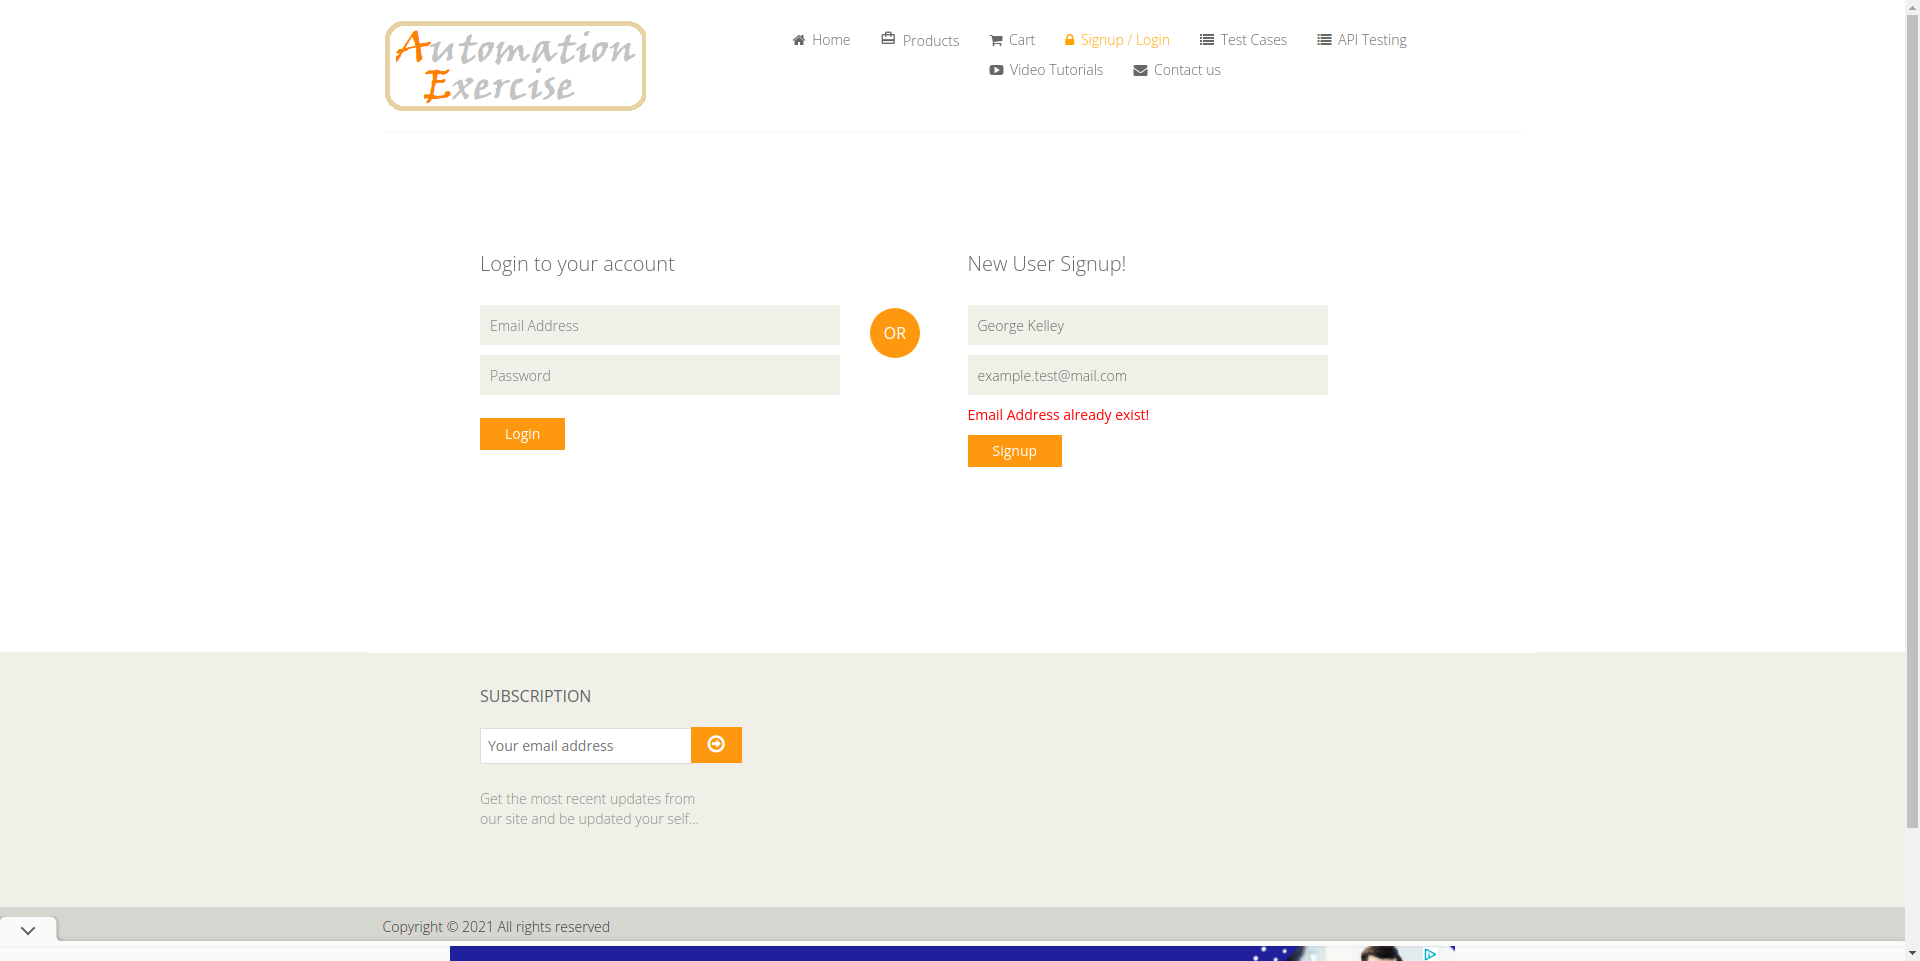 Automation
Exercise
Home
Products
Cart
Signup / Login
Test Cases
API Testing
Video Tutorials
Contact us
Login to your account
Email Address
Password
Login
OR
New User Signup!
George Kelley
example.test@mail.com
Email Address already exist!
Signup
SUBSCRIPTION
Your email address
Get the most recent updates from
our site and be updated your self...
Copyright © 2021 All rights reserved